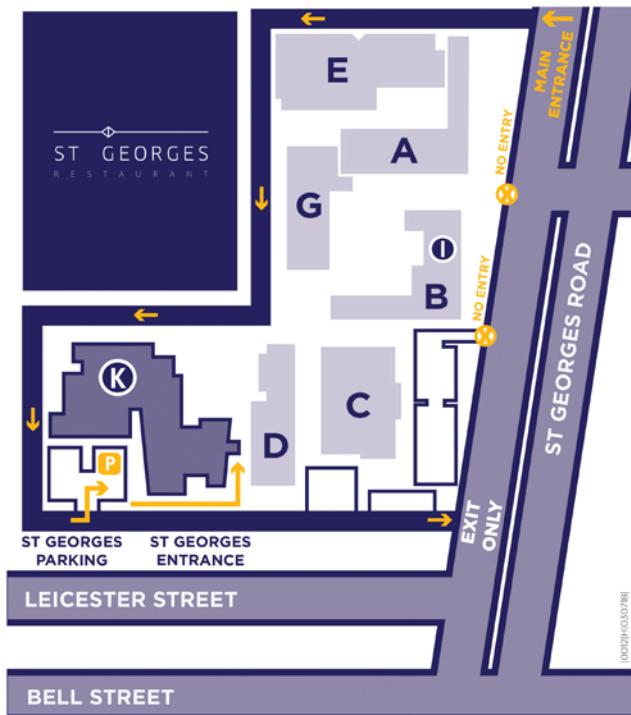 ST GEORGES
RESTAURANT
E
A
G
I
B
K
C
D
P
MAIN
ENTRANCE
NO ENTRY
NO ENTRY
ST GEORGES ROAD
EXIT
ONLY
ST GEORGES
PARKING
ST GEORGES
ENTRANCE
LEICESTER STREET
BELL STREET